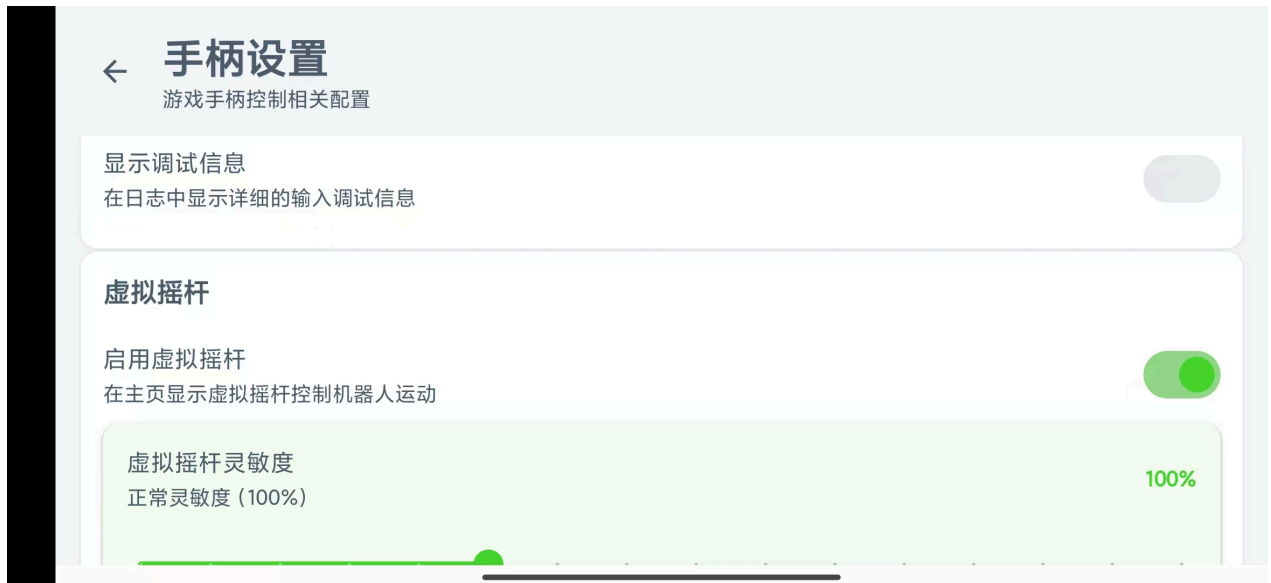 手柄设置
游戏手柄控制相关配置
显示调试信息
在日志中显示详细的输入调试信息
虚拟摇杆
启用虚拟摇杆
在主页显示虚拟摇杆控制机器人运动
虚拟摇杆灵敏度
100%
正常灵敏度 (100%)